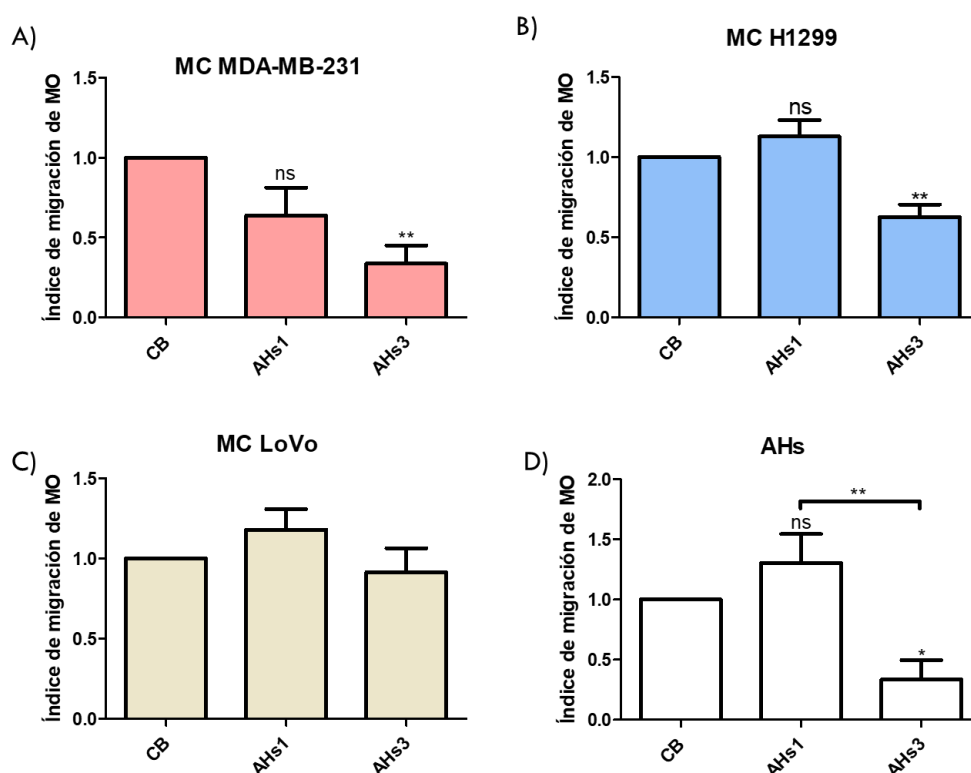 A)
MC MDA-MB-231
Índice de migración de MO
1.5
1.0
0.5
0.0
ns
**
CB
AHs1
AHs3
B)
MC H1299
Índice de migración de MO
1.5
1.0
0.5
0.0
ns
**
CB
AHs1
AHs3
C)
MC LoVo
Índice de migración de MO
1.5
1.0
0.5
0.0
CB
AHs1
AHs3
D)
AHs
Índice de migración de MO
2.0
1.5
1.0
0.5
0.0
**
ns
*
CB
AHs1
AHs3